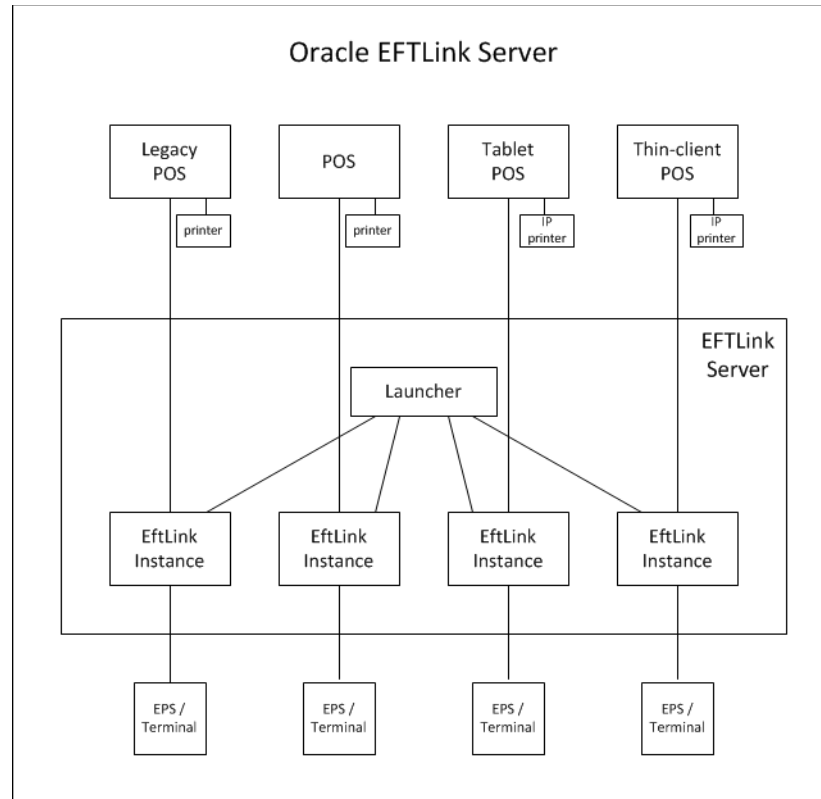 Oracle EFTLink Server
Legacy
POS
printer
POS
printer
Tablet
POS
IP
printer
Thin-client
POS
IP
printer
EFTLink
Server
Launcher
EftLink
Instance
EftLink
Instance
EftLink
Instance
EftLink
Instance
EPS /
Terminal
EPS /
Terminal
EPS /
Terminal
EPS /
Terminal